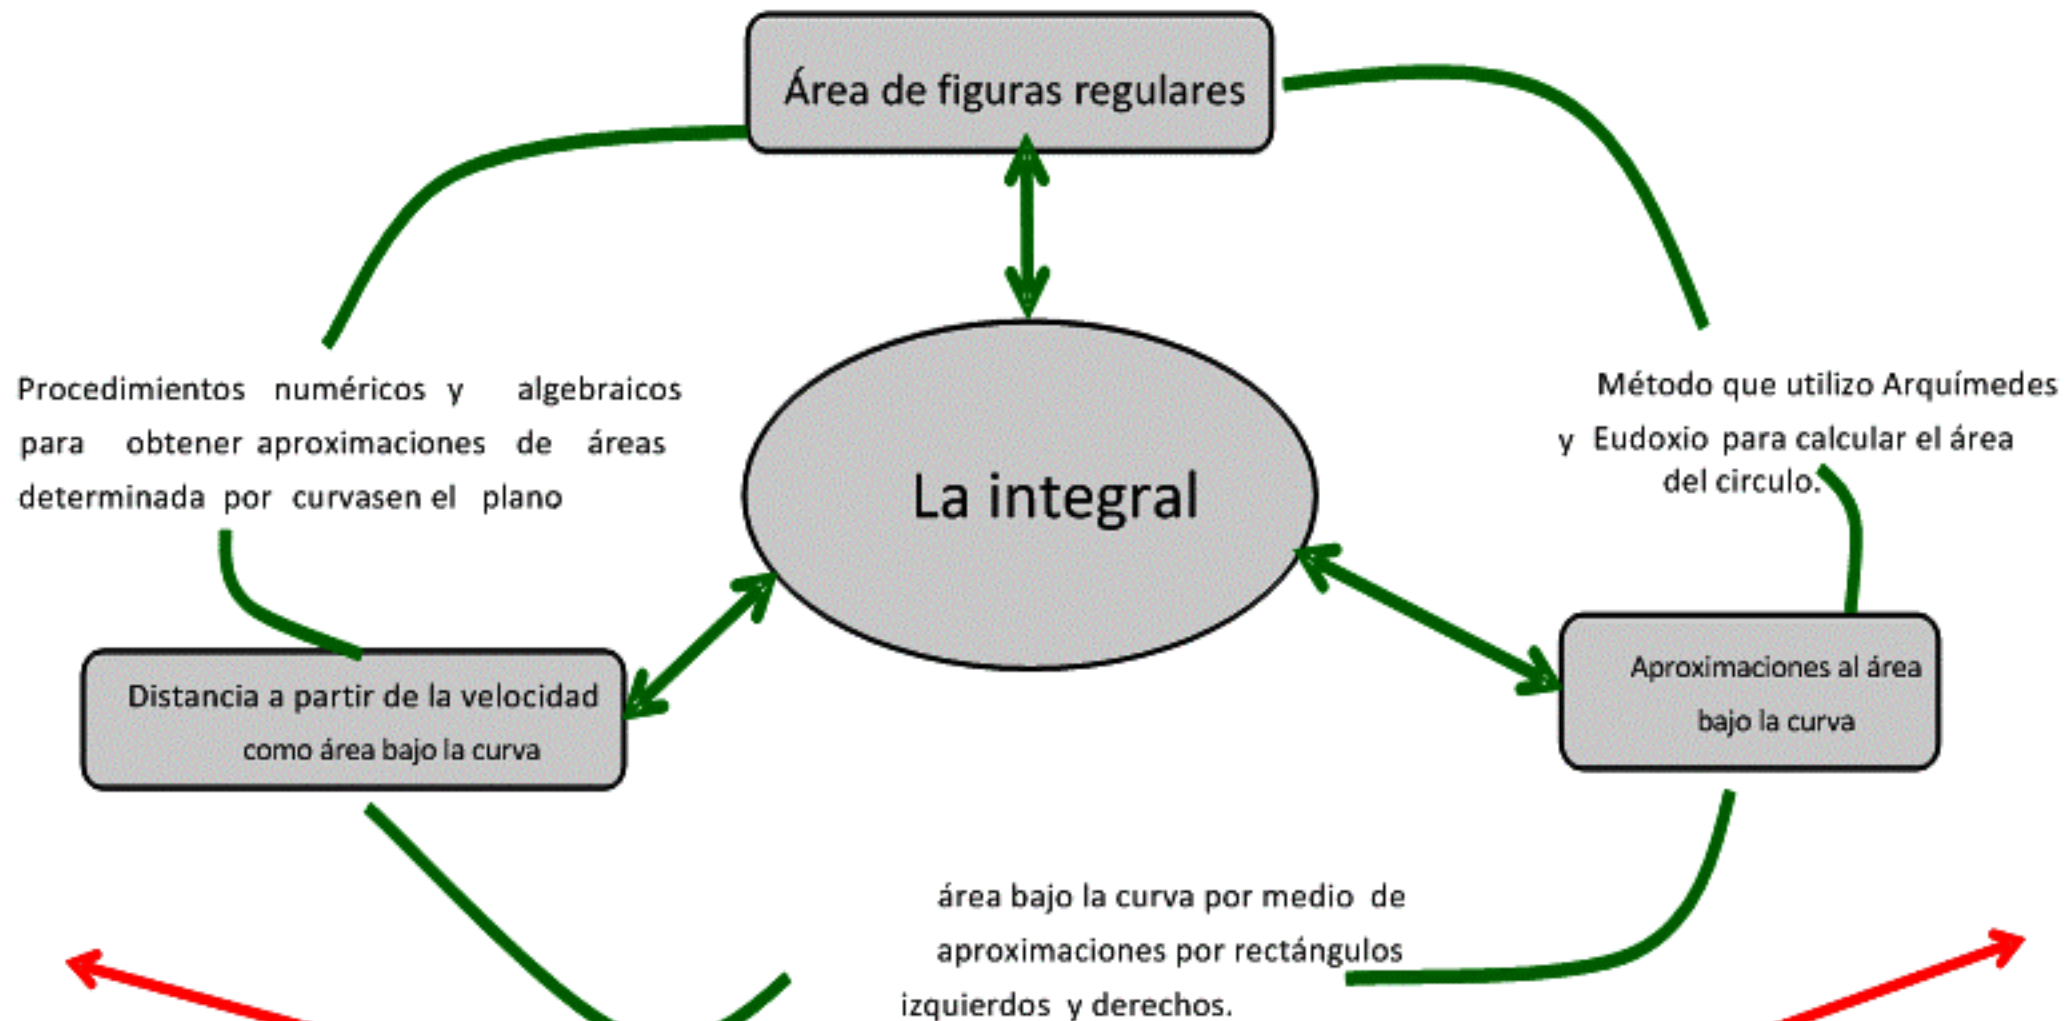 Área de figuras regulares
Procedimientos numéricos y algebraicos
para obtener aproximaciones de áreas
determinada por curvasen el plano
La integral
Método que utilizo Arquímedes
y Eudoxio para calcular el área
del circulo.
Distancia a partir de la velocidad
como área bajo la curva
Aproximaciones al área
bajo la curva
área bajo la curva por medio de
aproximaciones por rectángulos
izquierdos y derechos.